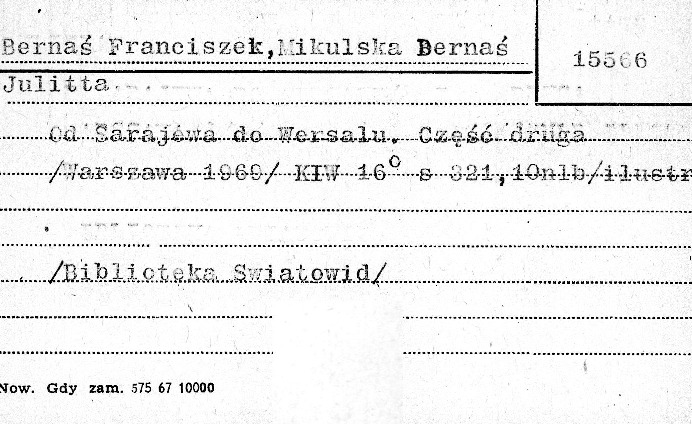 Bernaś Franciszek,Mikulska Bernaś
15566
Julitta
Od Sarajewa do Wersalu. Część druga
/Warszawa 1969/ KIW 16° s 321,10nlb/ilustr
/Biblioteka Swiatowid/
Now. Gdy zam. 575 67 10000